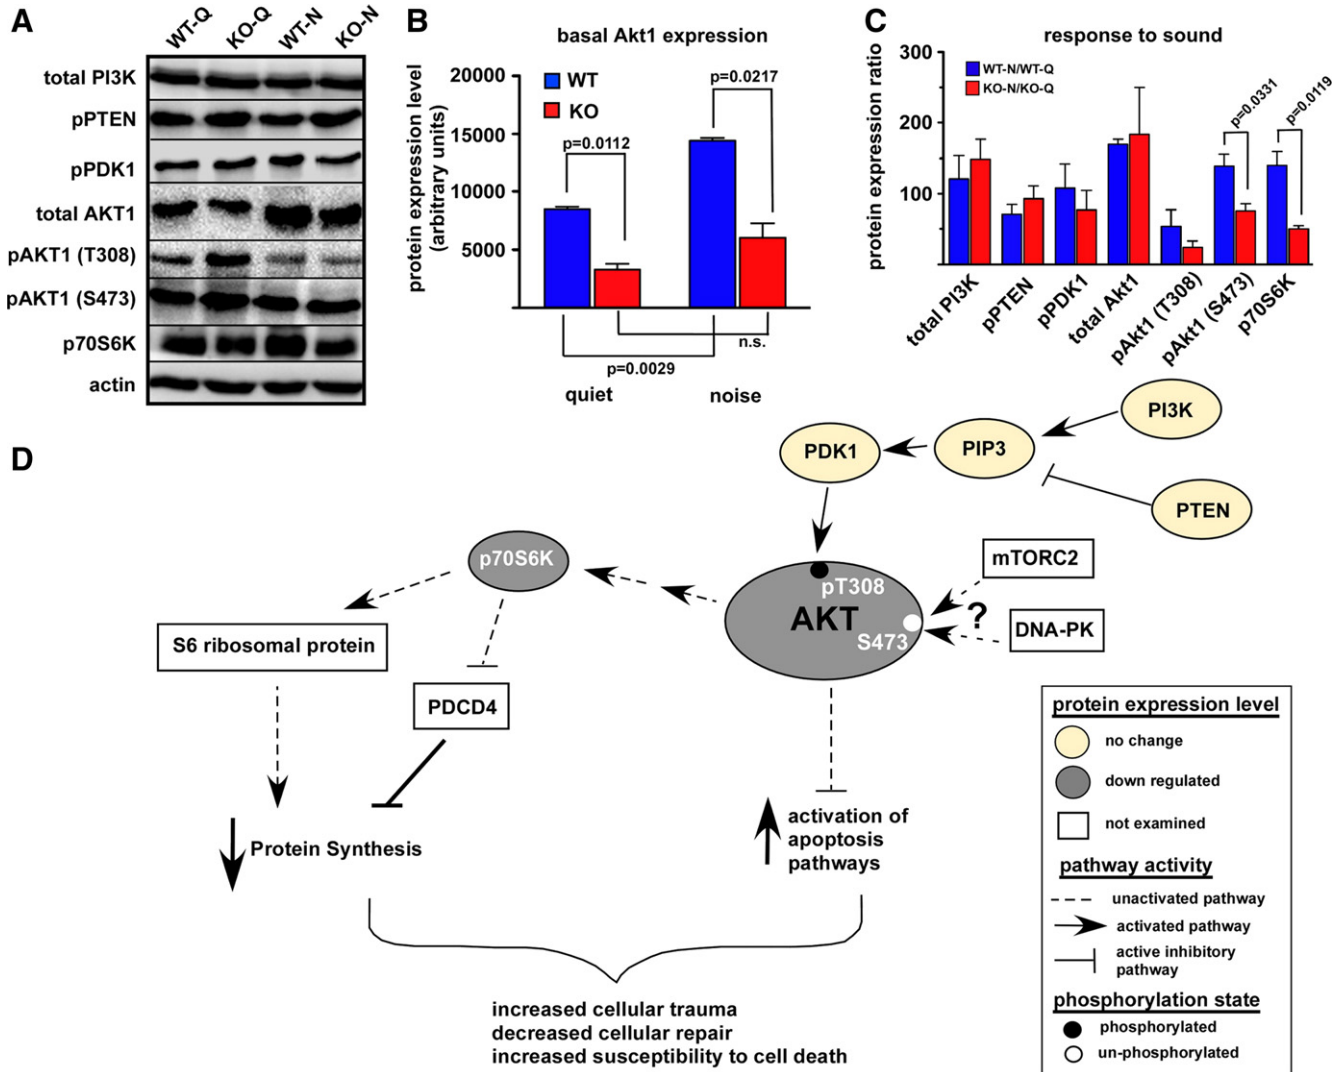 A
WT-Q
KO-Q
WT-N
KO-N
total PI3K
pPTEN
pPDK1
total AKT1
pAKT1 (T308)
pAKT1 (S473)
p70S6K
actin
B
basal Akt1 expression
protein expression level
(arbitrary units)
20000
15000
10000
5000
WT
KO
p=0.0112
p=0.0217
n.s.
p=0.0029
quiet
noise
C
response to sound
protein expression ratio
300
200
100
WT-N/WT-Q
KO-N/KO-Q
p=0.0331
p=0.0119
total PI3K
pPTEN
pPDK1
total Akt1
pAkt1 (T308)
pAkt1 (S473)
p70S6K
D
PI3K
PIP3
PDK1
PTEN
p70S6K
mTORC2
pT308
AKT
?
DNA-PK
S473
S6 ribosomal protein
PDCD4
Protein Synthesis
activation of
apoptosis
pathways
increased cellular trauma
decreased cellular repair
increased susceptibility to cell death
protein expression level
no change
down regulated
not examined
pathway activity
unactivated pathway
activated pathway
active inhibitory
pathway
phosphorylation state
phosphorylated
un-phosphorylated